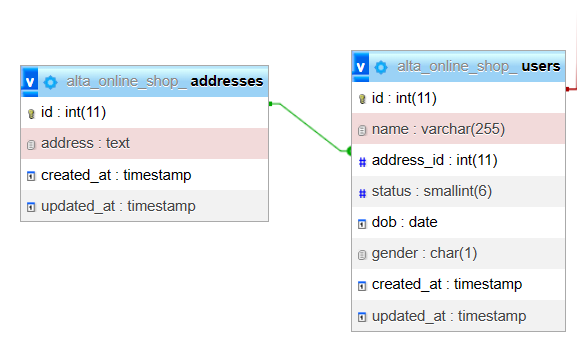 v alta_online_shop_ addresses
id : int(11)
address : text
created_at : timestamp
updated_at : timestamp
v alta_online_shop_ users
id : int(11)
name : varchar(255)
# address_id : int(11)
# status : smallint(6)
dob : date
gender : char(1)
created_at : timestamp
updated_at : timestamp